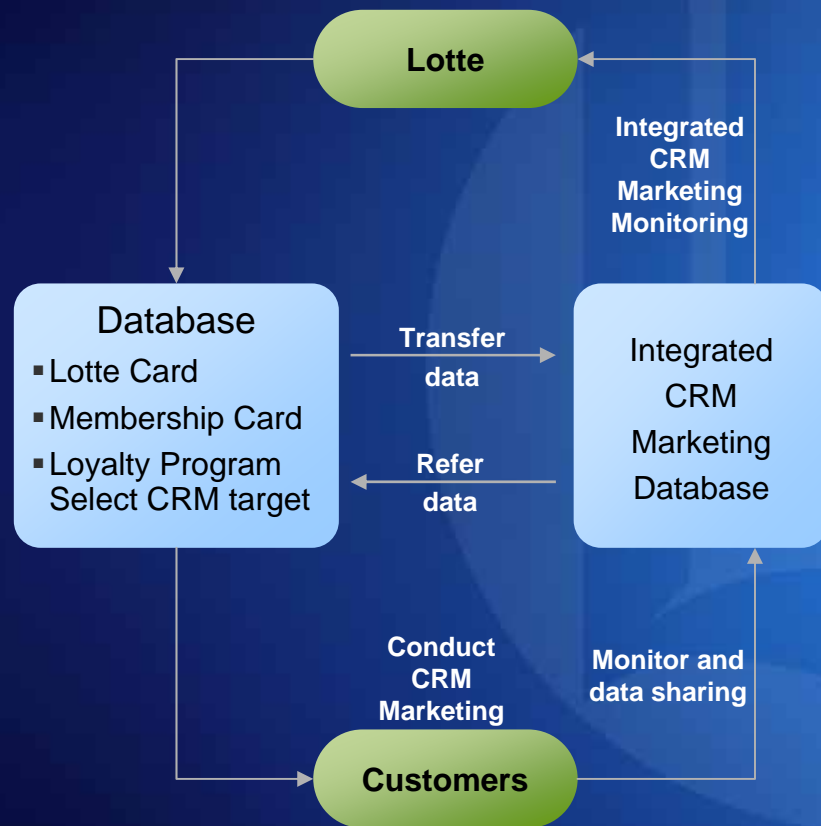 Lotte
Integrated
CRM
Marketing
Monitoring
Database
▪Lotte Card
▪Membership Card
▪Loyalty Program
Select CRM target
Transfer
data
Refer
data
Integrated
CRM
Marketing
Database
Conduct
CRM
Marketing
Monitor and
data sharing
Customers